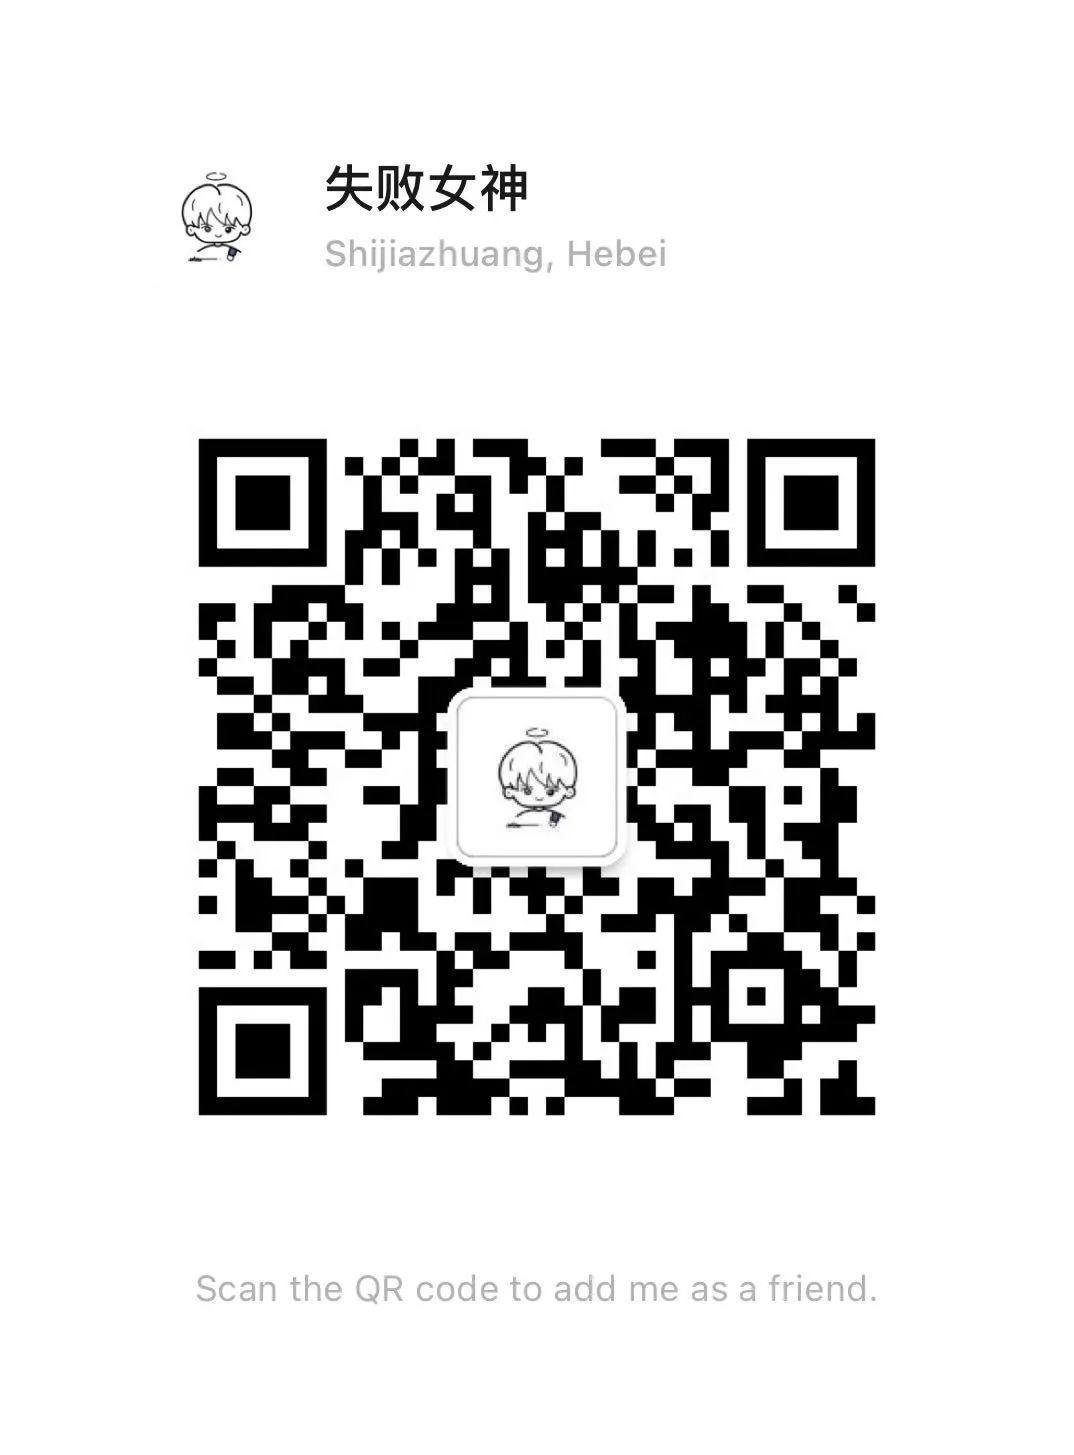 失败女神
Shijiazhuang, Hebei
Scan the QR code to add me as a friend.